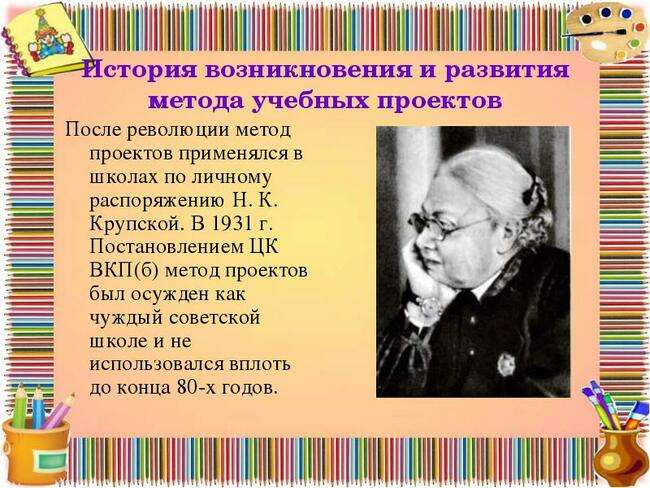 История возникновения и развития
метода учебных проектов
После революции метод
проектов применялся в
школах по личному
распоряжению Н. К.
Крупской. В 1931 г.
Постановлением ЦК
ВКП(б) метод проектов
был осужден как
чуждый советской
школе и не
использовался вплоть
до конца 80-х годов.